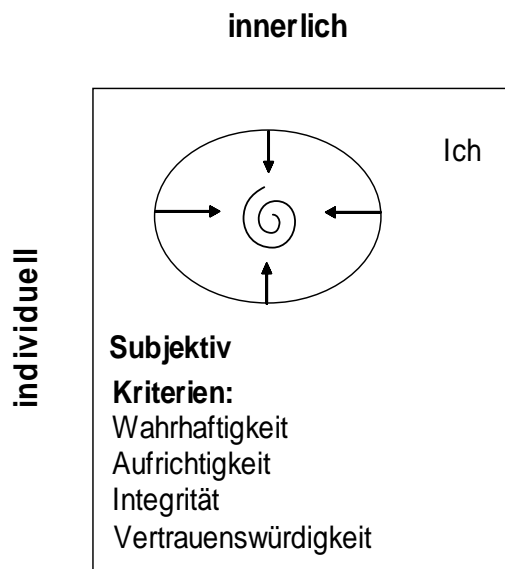 innerlich
Ich
individuell
Subjektiv
Kriterien:
Wahrhaftigkeit
Aufrichtigkeit
Integrität
Vertrauenswürdigkeit